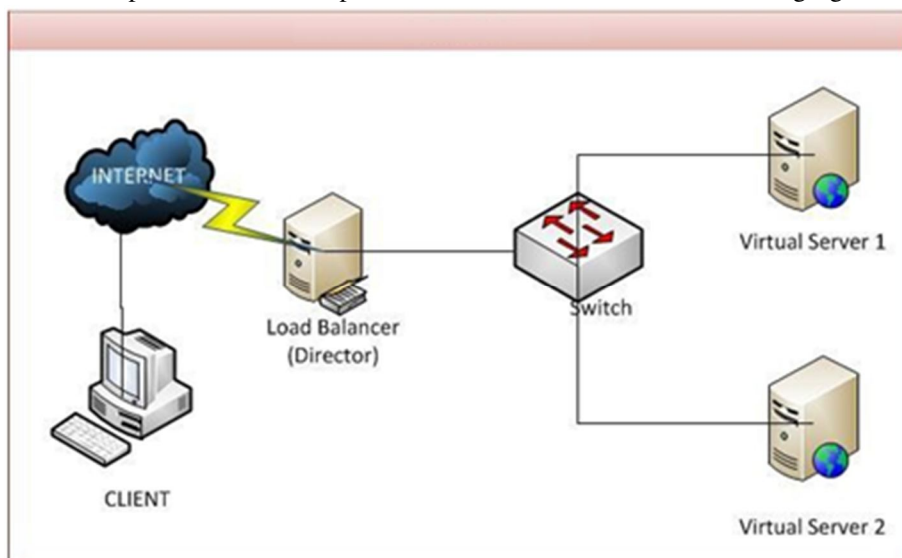 INTERNET
Virtual Server 1
Switch
Load Balancer
(Director)
CLIENT
Virtual Server 2